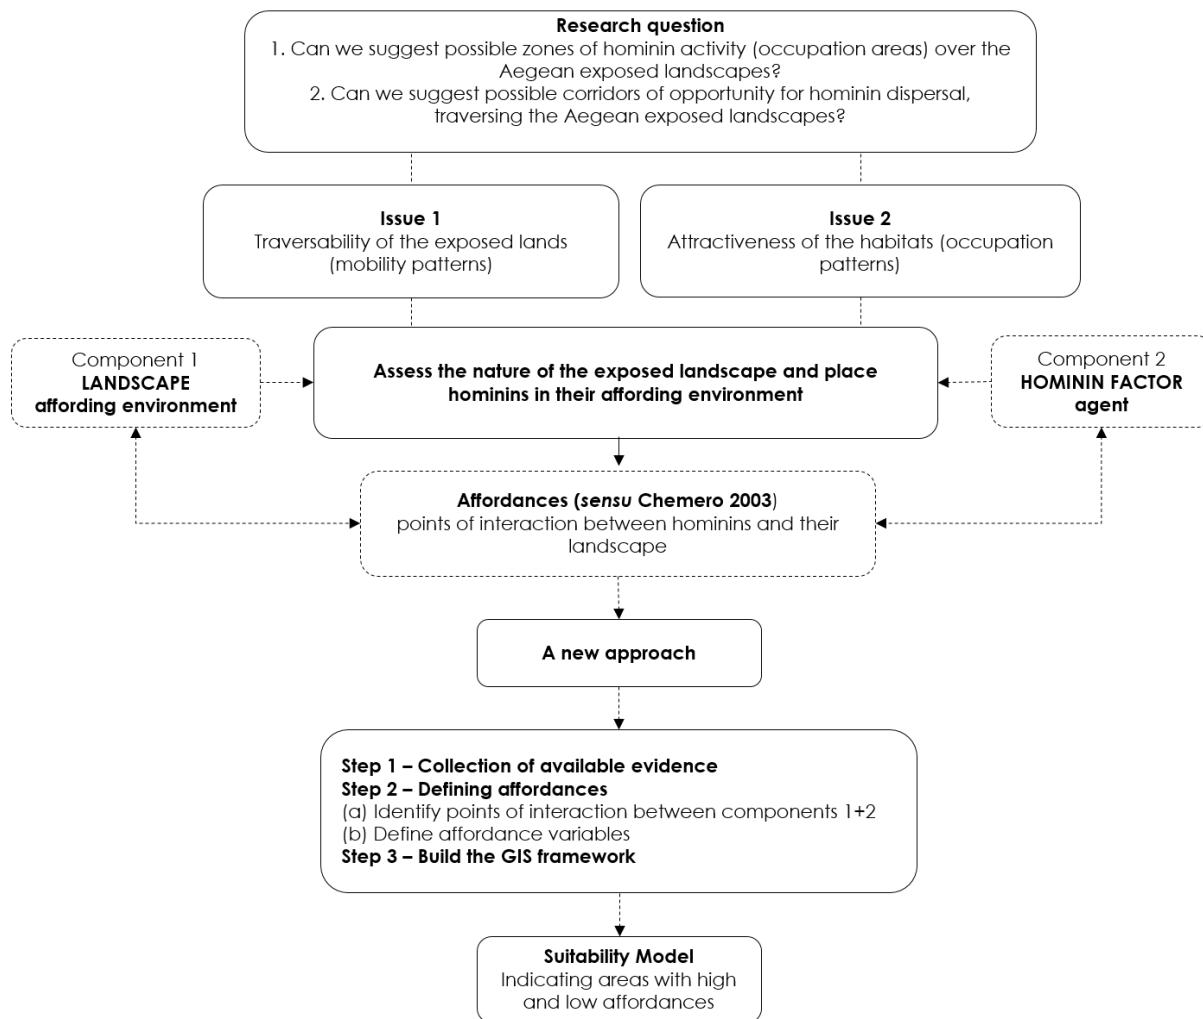 Research question
1. Can we suggest possible zones of hominin activity (occupation areas) over the
Aegean exposed landscapes?
2. Can we suggest possible corridors of opportunity for hominin dispersal,
traversing the Aegean exposed landscapes?
Issue 1
Traversability of the exposed lands
(mobility patterns)
Issue 2
Attractiveness of the habitats (occupation
patterns)
Component 1
LANDSCAPE
affording environment
Assess the nature of the exposed landscape and place
hominins in their affording environment
Component 2
HOMININ FACTOR
agent
Affordances (sensu Chemero 2003)
points of interaction between hominins and their
landscape
A new approach
Step 1 – Collection of available evidence
Step 2 – Defining affordances
(a) Identify points of interaction between components 1+2
(b) Define affordance variables
Step 3 – Build the GIS framework
Suitability Model
Indicating areas with high
and low affordances